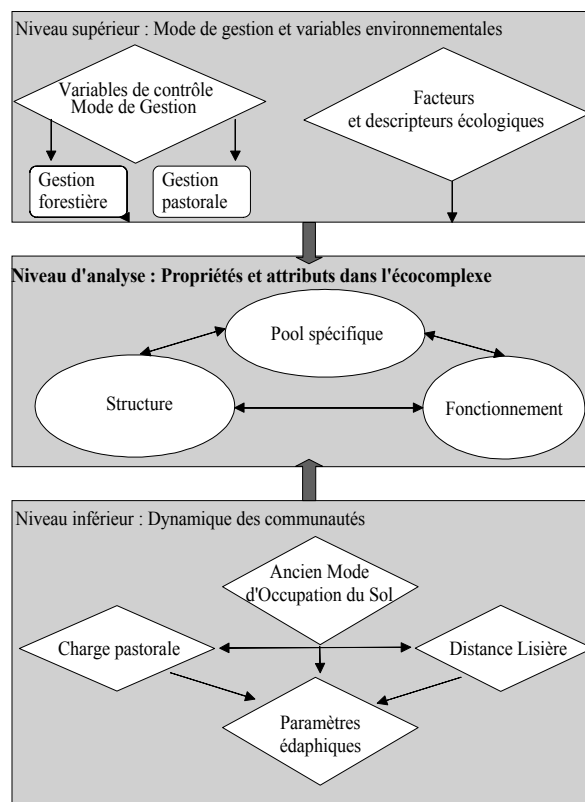 Niveau supérieur : Mode de gestion et variables environnementales
Variables de contrôle
Mode de Gestion
Facteurs
et descripteurs écologiques
Gestion
forestière
Gestion
pastorale
Niveau d'analyse : Propriétés et attributs dans l'écocomplexe
Pool spécifique
Structure
Fonctionnement
Niveau inférieur : Dynamique des communautés
Ancien Mode
d'Occupation du Sol
Charge pastorale
Distance Lisière
Paramètres
édaphiques